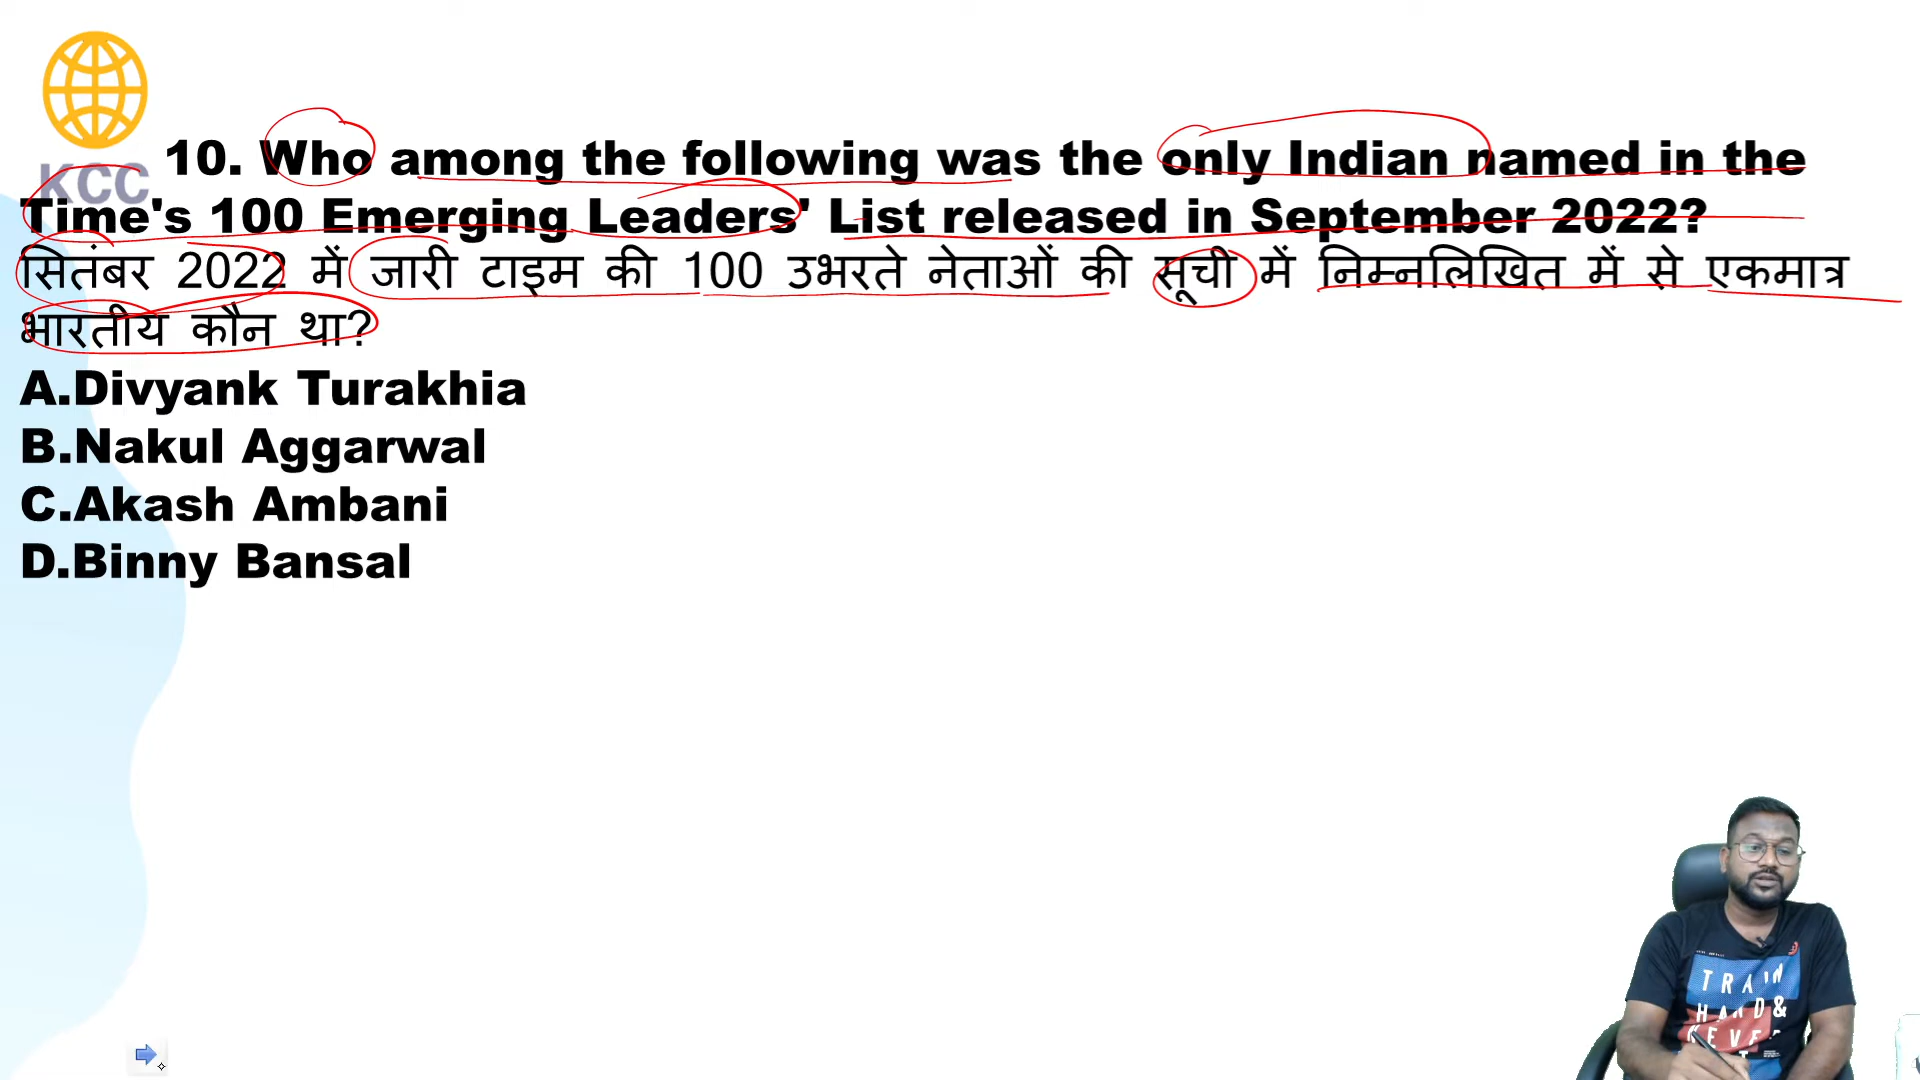 KCC
10. Who among the following was the only Indian named in the
Time's 100 Emerging Leaders' List released in September 2022?
सितंबर 2022 में जारी टाइम की 100 उभरते नेताओं की सूची में निम्नलिखित में से एकमात्र
भारतीय कौन था?
A.Divyank Turakhia
B.Nakul Aggarwal
C.Akash Ambani
D.Binny Bansal